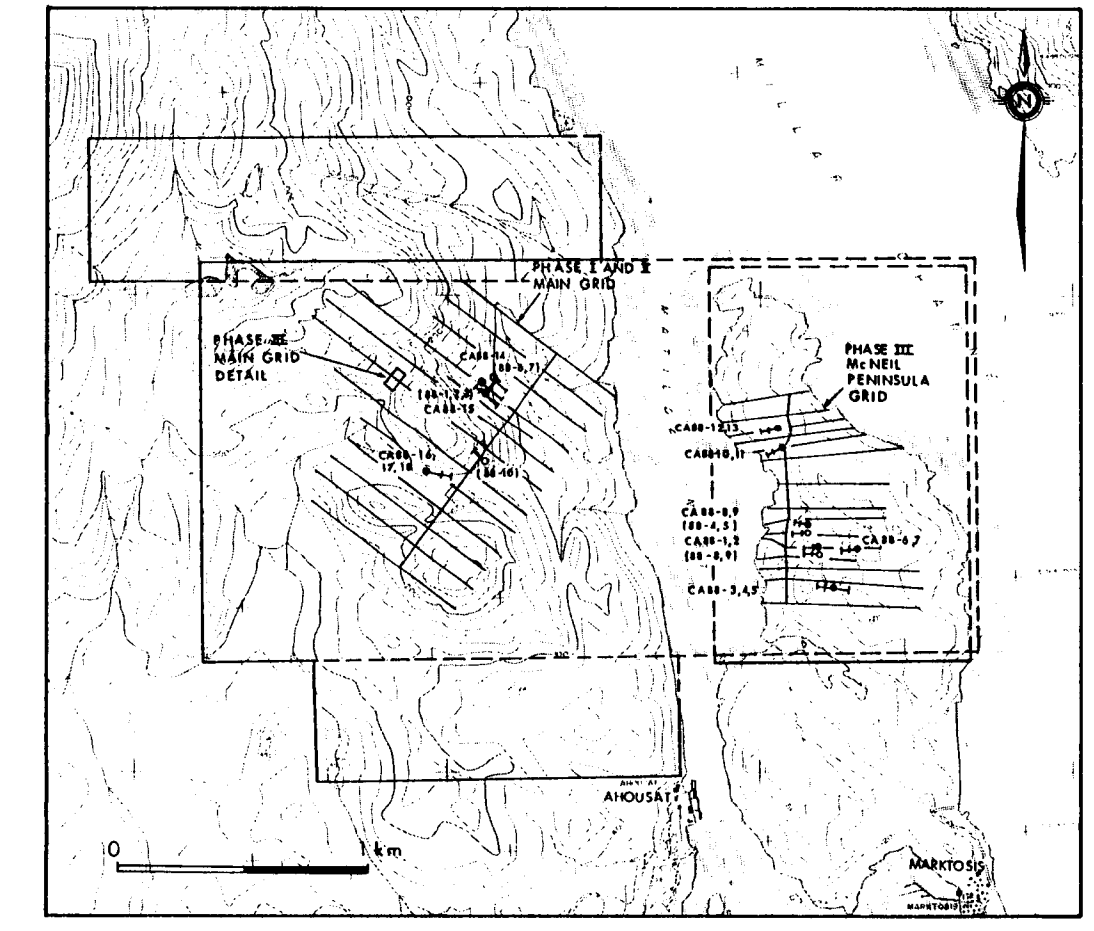 N
PHASE I AND II
MAIN GRID
PHASE III
MAIN GRID
DETAIL
CA88-14
(88-6,7)
CA88-15
CA88-16,
17,18
(88-10)
PHASE III
McNEIL
PENINSULA
GRID
CA88-12,13
CA88-10,11
CA88-8,9
(88-4,5)
CA88-1,2
(88-8,9)
CA88-6,7
CA88-3,4,5
AHOUSAT
0
1 km
MARKTOSIS
MARKTOSIS